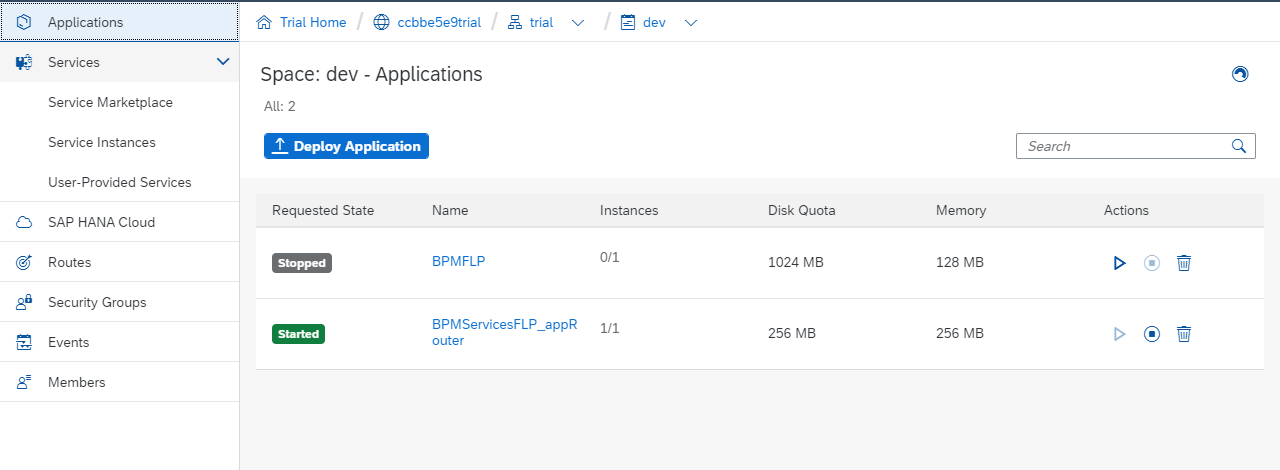 Applications
Services
Service Marketplace
Service Instances
User-Provided Services
SAP HANA Cloud
Routes
Security Groups
Events
Members
Trial Home / ccbbe5e9trial / trial / dev
Space: dev - Applications
All: 2
Deploy Application
Search
Requested State Name Instances Disk Quota Memory Actions
Stopped BPMFLP 0/1 1024 MB 128 MB
Started BPMServicesFLP_appR 1/1 256 MB 256 MB
outer